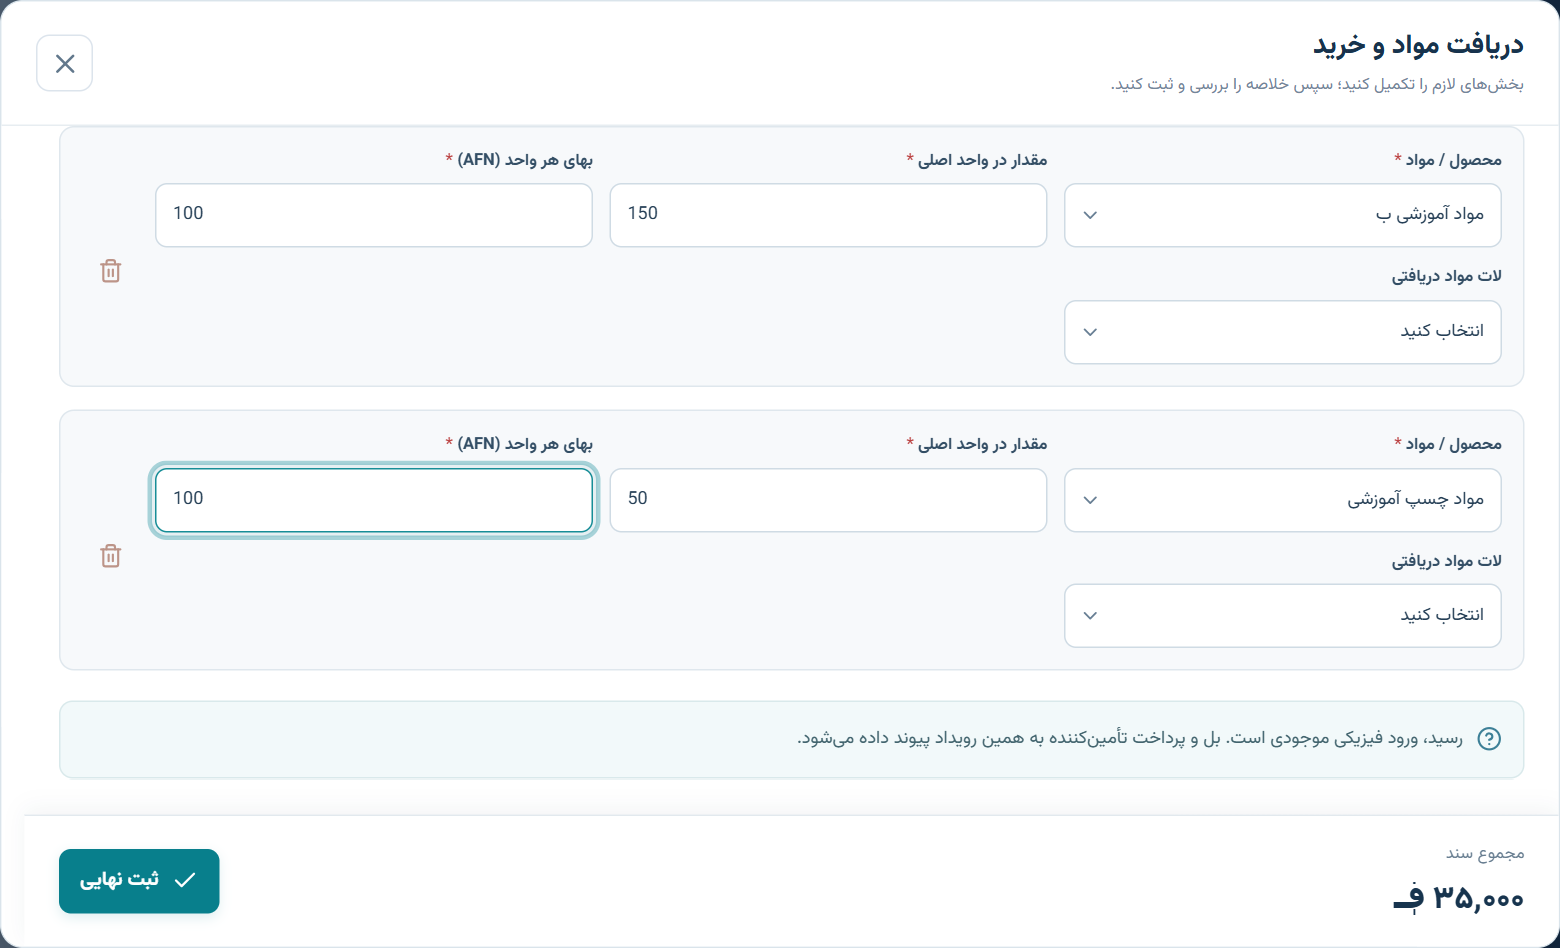 دریافت مواد و خرید
بخش‌های لازم را تکمیل کنید؛ سپس خلاصه را بررسی و ثبت کنید.
محصول / مواد *
مقدار در واحد اصلی *
بهای هر واحد (AFN) *
مواد آموزشی ب
150
100
لات مواد دریافتی
انتخاب کنید
محصول / مواد *
مقدار در واحد اصلی *
بهای هر واحد (AFN) *
مواد چسپ آموزشی
50
100
لات مواد دریافتی
انتخاب کنید
رسید، ورود فیزیکی موجودی است. بل و پرداخت تأمین‌کننده به همین رویداد پیوند داده می‌شود.
مجموع سند
۳۵,۰۰۰ ؋
ثبت نهایی